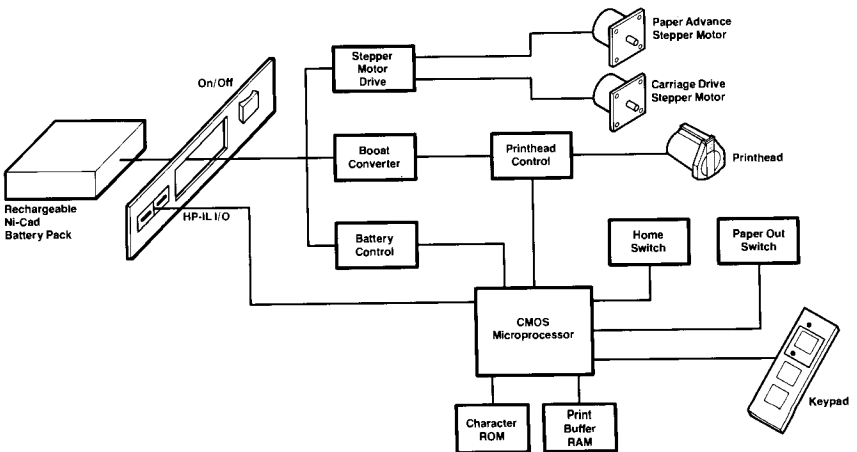 Paper Advance
Stepper Motor
Stepper
Motor
Drive
On/Off
Carriage Drive
Stepper Motor
Booat
Converter
Printhead
Control
Printhead
Rechargeable
Ni-Cad
Battery Pack
HP-IL I/O
Battery
Control
Home
Switch
Paper Out
Switch
CMOS
Microprocessor
Keypad
Character
ROM
Print
Buffer
RAM